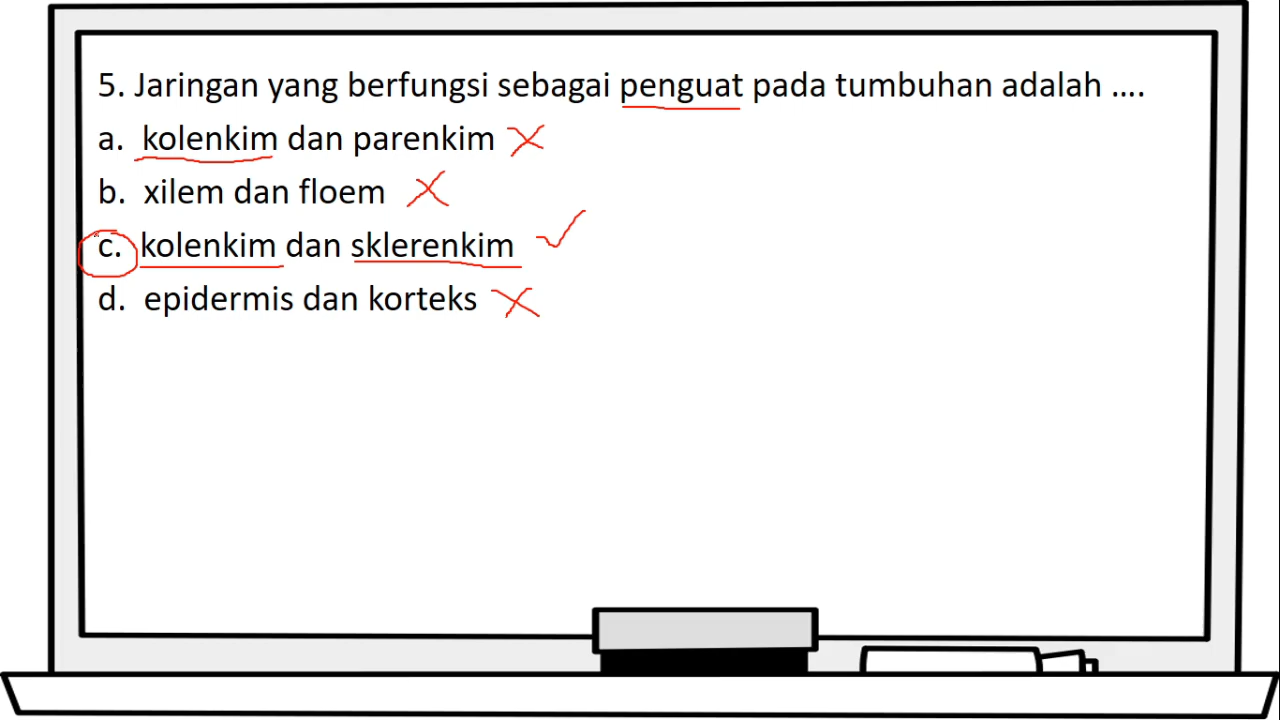 5. Jaringan yang berfungsi sebagai penguat pada tumbuhan adalah ....
a. kolenkim dan parenkim
b. xilem dan floem
c. kolenkim dan sklerenkim
d. epidermis dan korteks